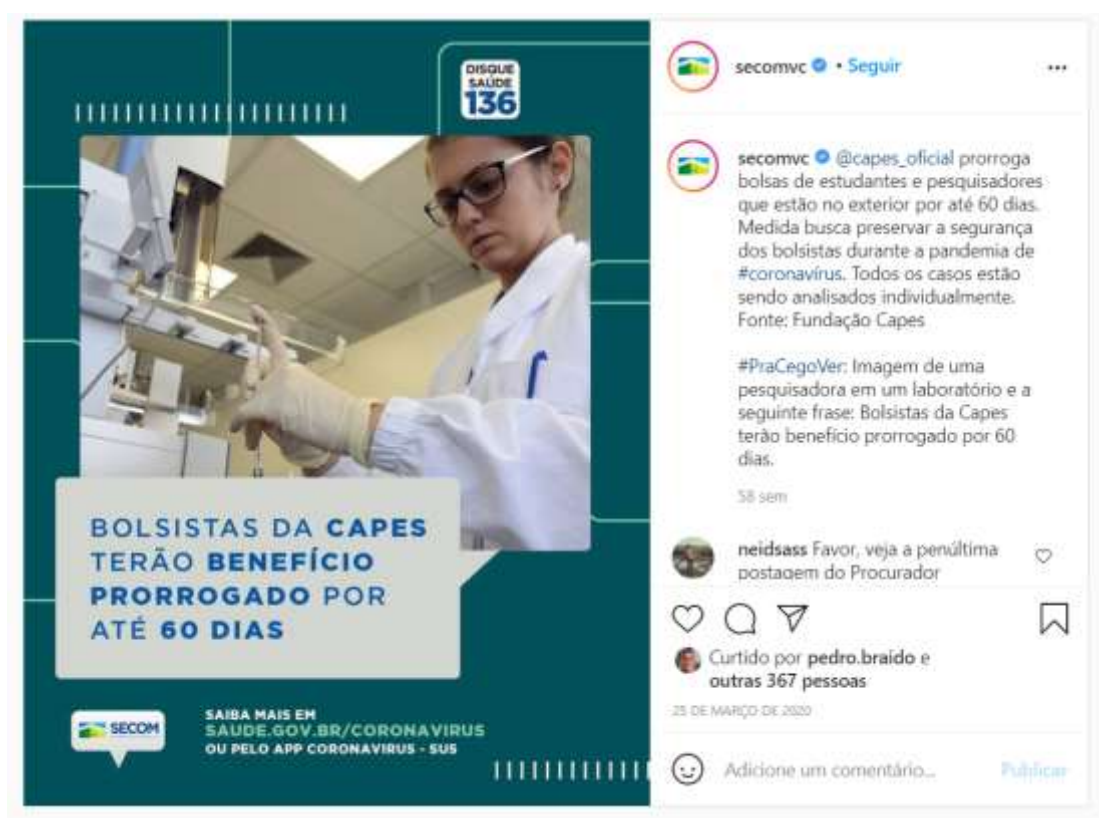 DISQUE
SAÚDE
136
BOLSISTAS DA CAPES
TERÃO BENEFÍCIO
PRORROGADO POR
ATÉ 60 DIAS
SECOM
SAIBA MAIS EM
SAUDE.GOV.BR/CORONAVIRUS
OU PELO APP CORONAVIRUS - SUS
secomvc • Seguir
secomvc @capes_oficial prorroga
bolsas de estudantes e pesquisadores
que estão no exterior por até 60 dias.
Medida busca preservar a segurança
dos bolsistas durante a pandemia de
#coronavírus. Todos os casos estão
sendo analisados individualmente.
Fonte: Fundação Capes
#PraCegoVer: Imagem de uma
pesquisadora em um laboratório e a
seguinte frase: Bolsistas da Capes
terão benefício prorrogado por 60
dias.
58 sem
neidsass Favor, veja a penúltima
postagem do Procurador
Curtido por pedro.braido e
outras 367 pessoas
25 DE MARÇO DE 2020
Adicione um comentário... Publicar